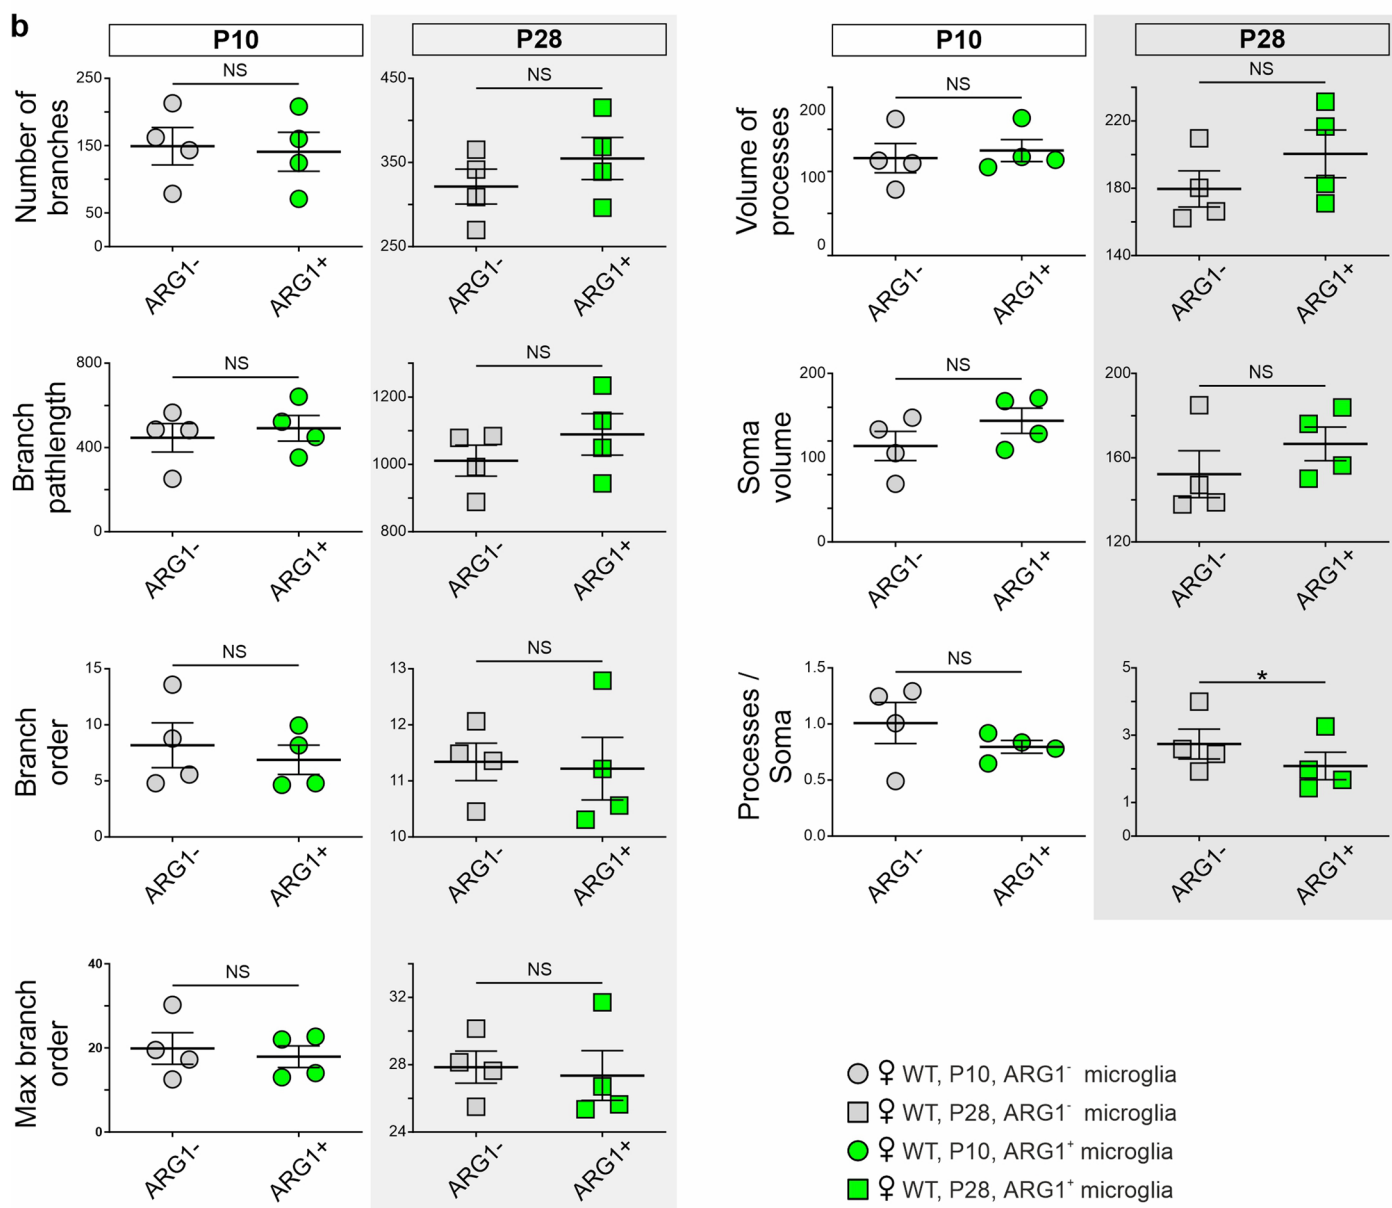 b
P10
P28
P10
P28
Number of
branches
250
150
50
0
NS
ARG1-
ARG1+
450
350
250
NS
ARG1-
ARG1+
Volume of
processes
200
100
0
NS
ARG1-
ARG1+
220
180
140
NS
ARG1-
ARG1+
Branch
pathlength
800
400
0
NS
ARG1-
ARG1+
1200
1000
800
NS
ARG1-
ARG1+
Soma
volume
200
100
0
NS
ARG1-
ARG1+
200
160
120
NS
ARG1-
ARG1+
Branch
order
15
10
5
0
NS
ARG1-
ARG1+
13
12
11
10
NS
ARG1-
ARG1+
Processes /
Soma
1.5
1.0
0.5
0.0
NS
ARG1-
ARG1+
5
3
1
0
*
ARG1-
ARG1+
Max branch
order
40
20
0
NS
ARG1-
ARG1+
32
28
24
NS
ARG1-
ARG1+
♀ WT, P10, ARG1⁻ microglia
♀ WT, P28, ARG1⁻ microglia
♀ WT, P10, ARG1⁺ microglia
♀ WT, P28, ARG1⁺ microglia